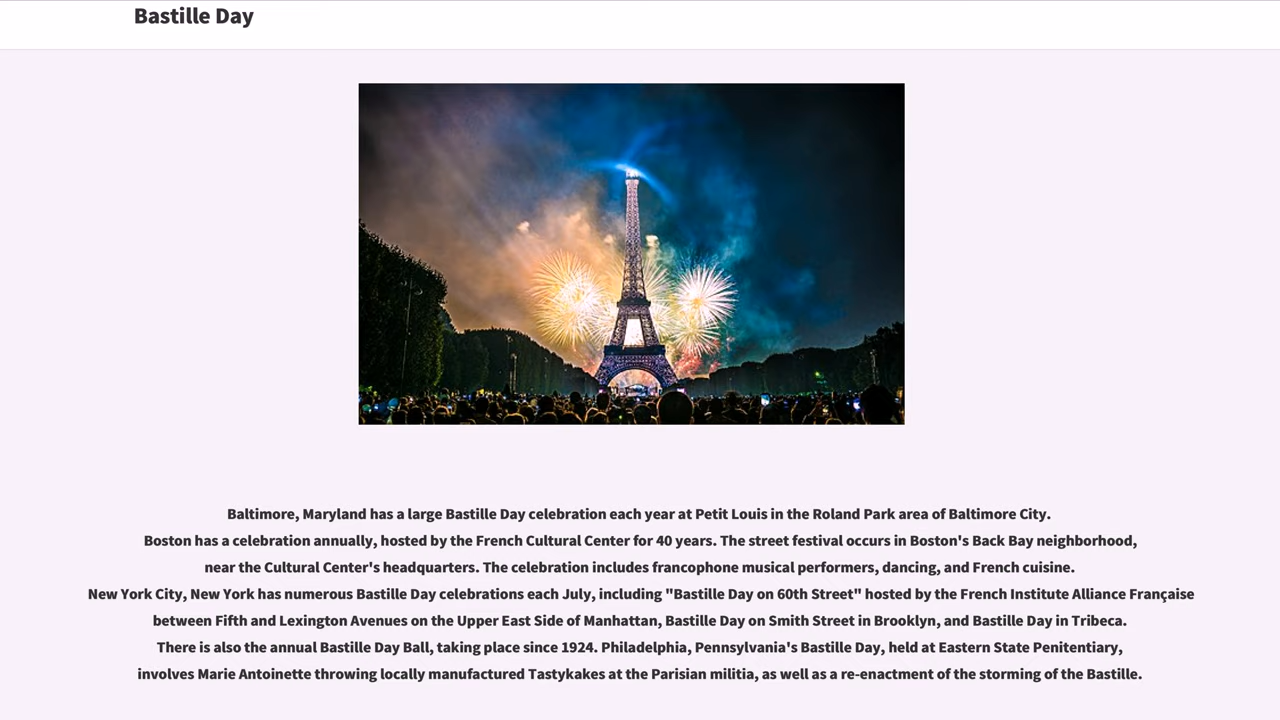 Bastille Day
Baltimore, Maryland has a large Bastille Day celebration each year at Petit Louis in the Roland Park area of Baltimore City.
Boston has a celebration annually, hosted by the French Cultural Center for 40 years. The street festival occurs in Boston's Back Bay neighborhood,
near the Cultural Center's headquarters. The celebration includes francophone musical performers, dancing, and French cuisine.
New York City, New York has numerous Bastille Day celebrations each July, including "Bastille Day on 60th Street" hosted by the French Institute Alliance Française
between Fifth and Lexington Avenues on the Upper East Side of Manhattan, Bastille Day on Smith Street in Brooklyn, and Bastille Day in Tribeca.
There is also the annual Bastille Day Ball, taking place since 1924. Philadelphia, Pennsylvania's Bastille Day, held at Eastern State Penitentiary,
involves Marie Antoinette throwing locally manufactured Tastykakes at the Parisian militia, as well as a re-enactment of the storming of the Bastille.